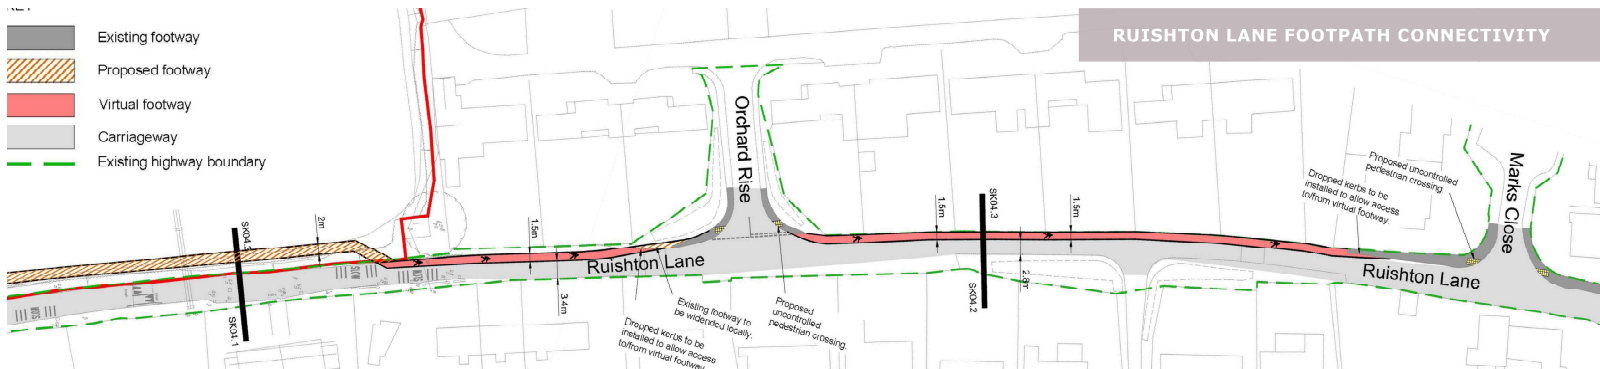 RUISHTON LANE FOOTPATH CONNECTIVITY
Existing footway
Proposed footway
Virtual footway
Carriageway
Existing highway boundary
2m
SK04.1
SLOW
1.5m
3.4m
Ruishton Lane
Orchard Rise
Dropped kerbs to be
installed to allow access
to/from virtual footway
Existing footway to
be widended locally.
Proposed
uncontrolled
pedestrian crossing.
1.5m
SK04.3
SK04.2
1.5m
2.8m
Dropped kerbs to be
installed to allow access
to/from virtual footway.
Proposed uncontrolled
pedestrian crossing
Marks Close
Ruishton Lane